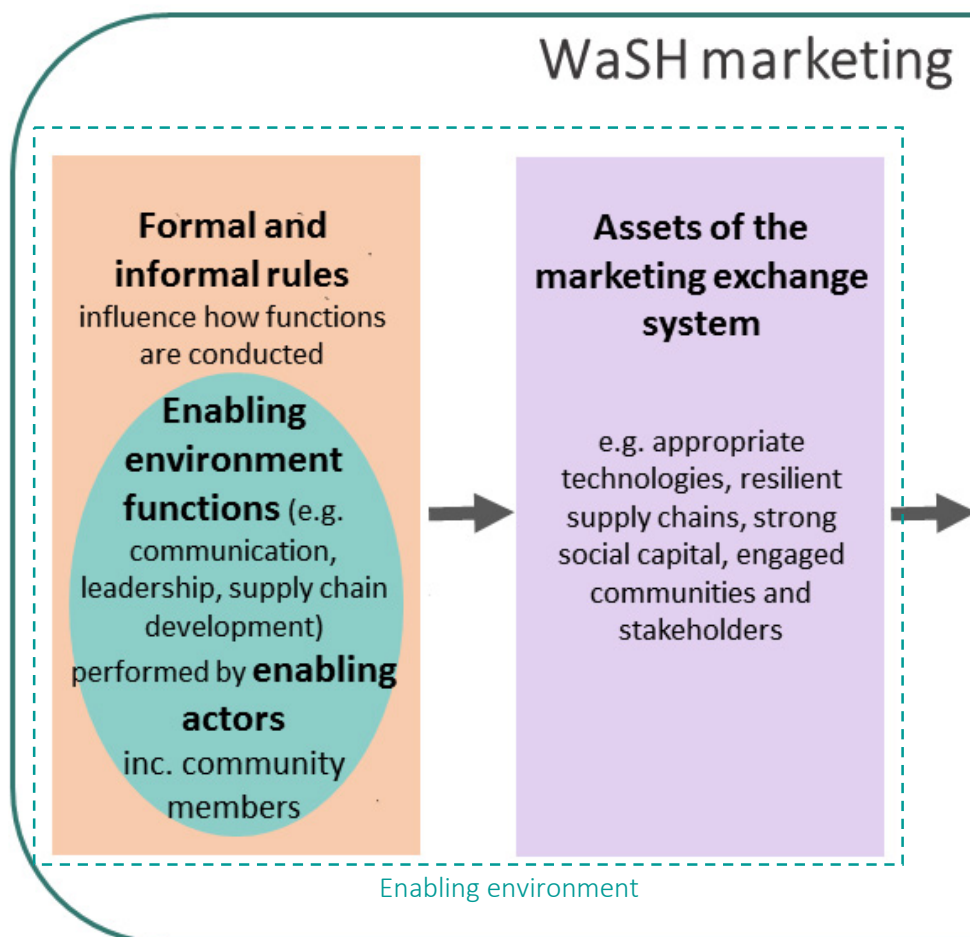 WaSH marketing
Formal and
informal rules
influence how functions
are conducted
Enabling
environment
functions (e.g.
communication,
leadership, supply chain
development)
performed by enabling
actors
inc. community
members
Assets of the
marketing exchange
system
e.g. appropriate
technologies, resilient
supply chains, strong
social capital, engaged
communities and
stakeholders
Enabling environment